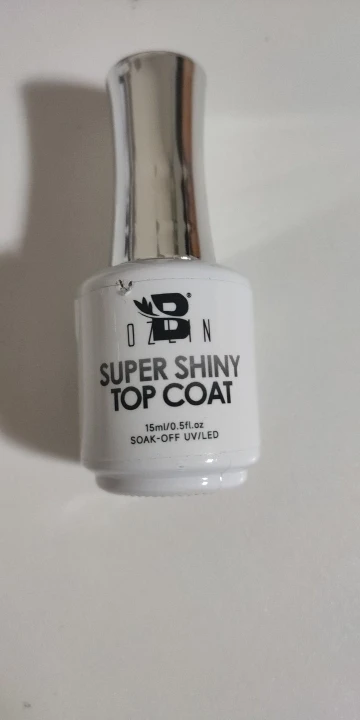 B®
OZLIN
SUPER SHINY
TOP COAT
15ml/0.5fl.oz
SOAK-OFF UV/LED